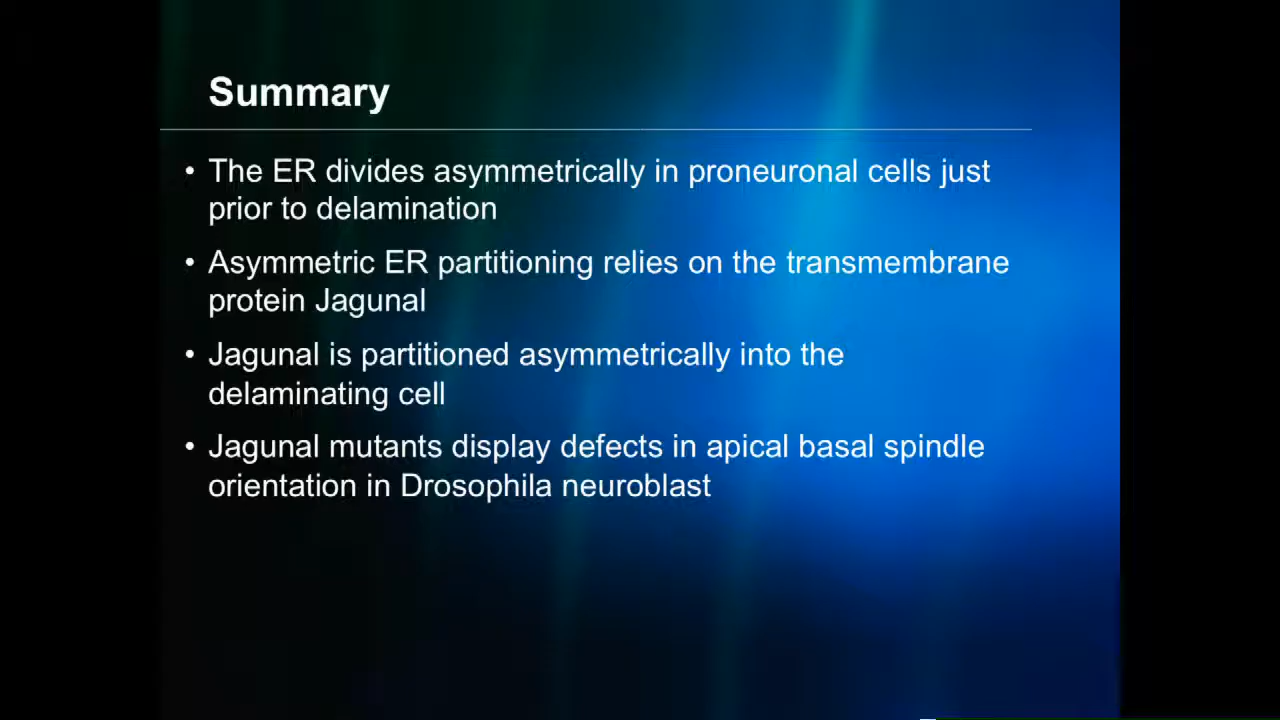 Summary
• The ER divides asymmetrically in proneuronal cells just
prior to delamination
• Asymmetric ER partitioning relies on the transmembrane
protein Jagunal
• Jagunal is partitioned asymmetrically into the
delaminating cell
• Jagunal mutants display defects in apical basal spindle
orientation in Drosophila neuroblast